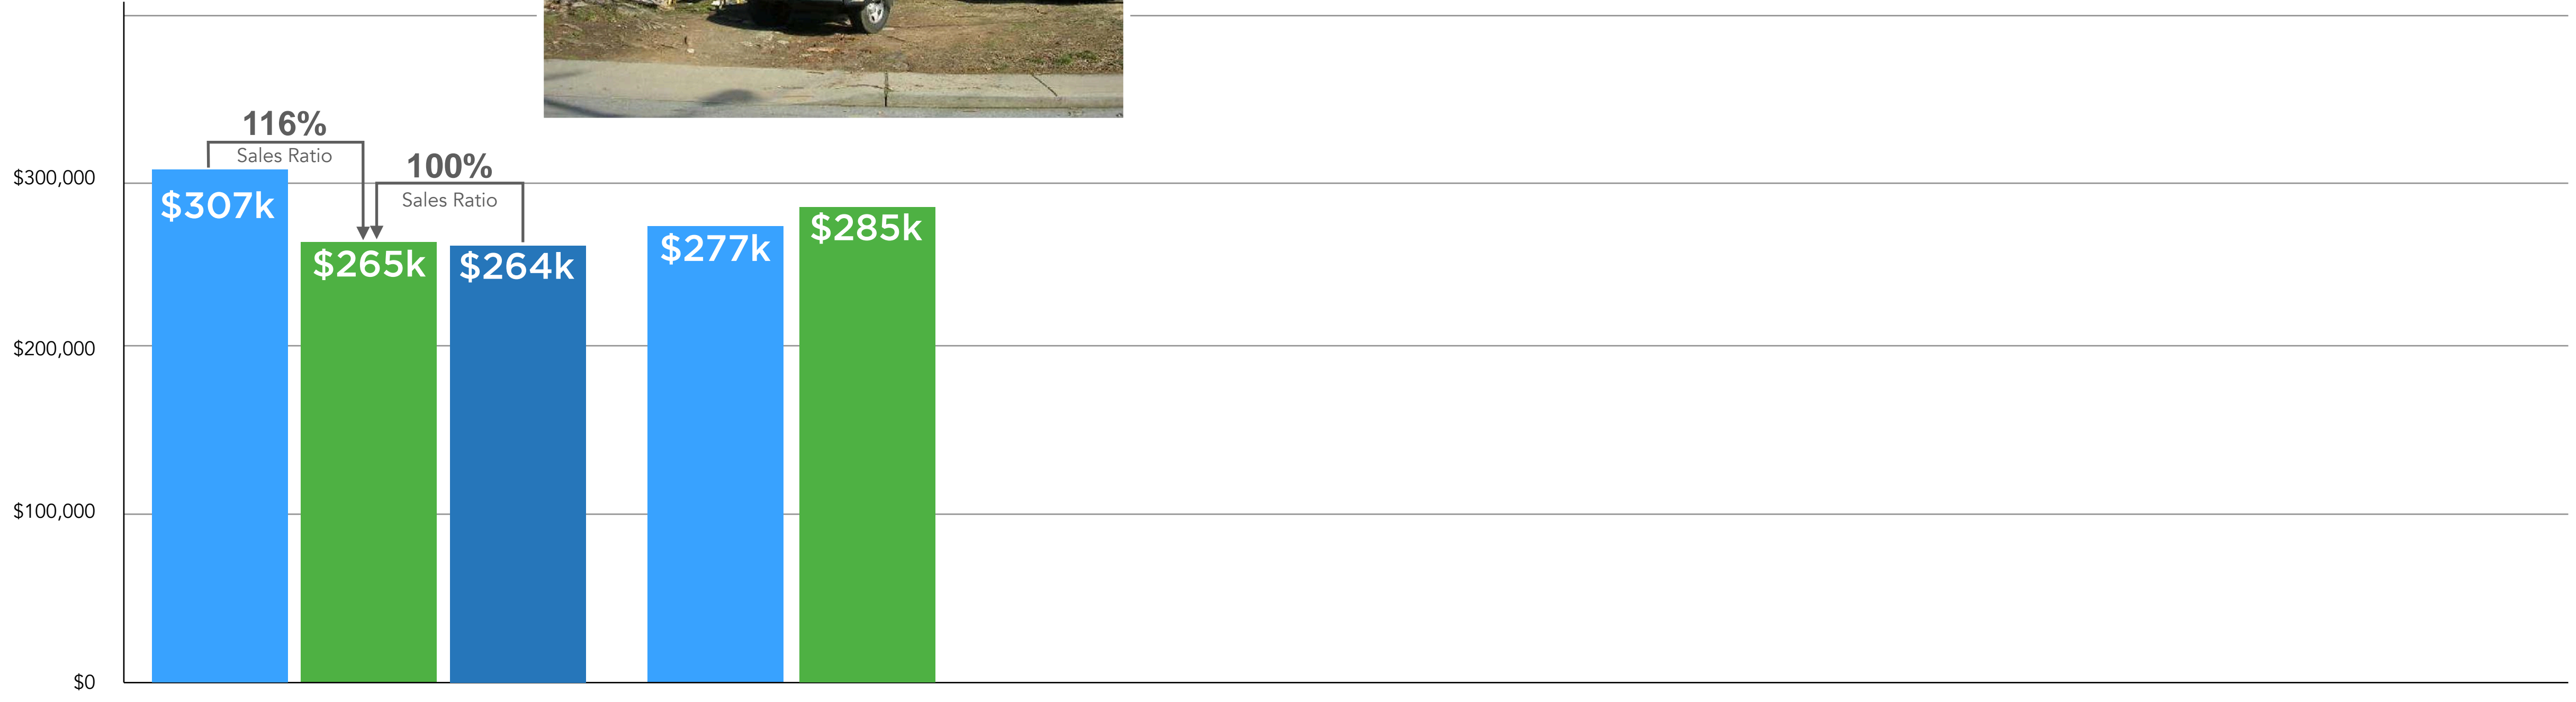 116%
Sales Ratio
100%
Sales Ratio
$300,000
$307k
$265k
$264k
$277k
$285k
$200,000
$100,000
$0